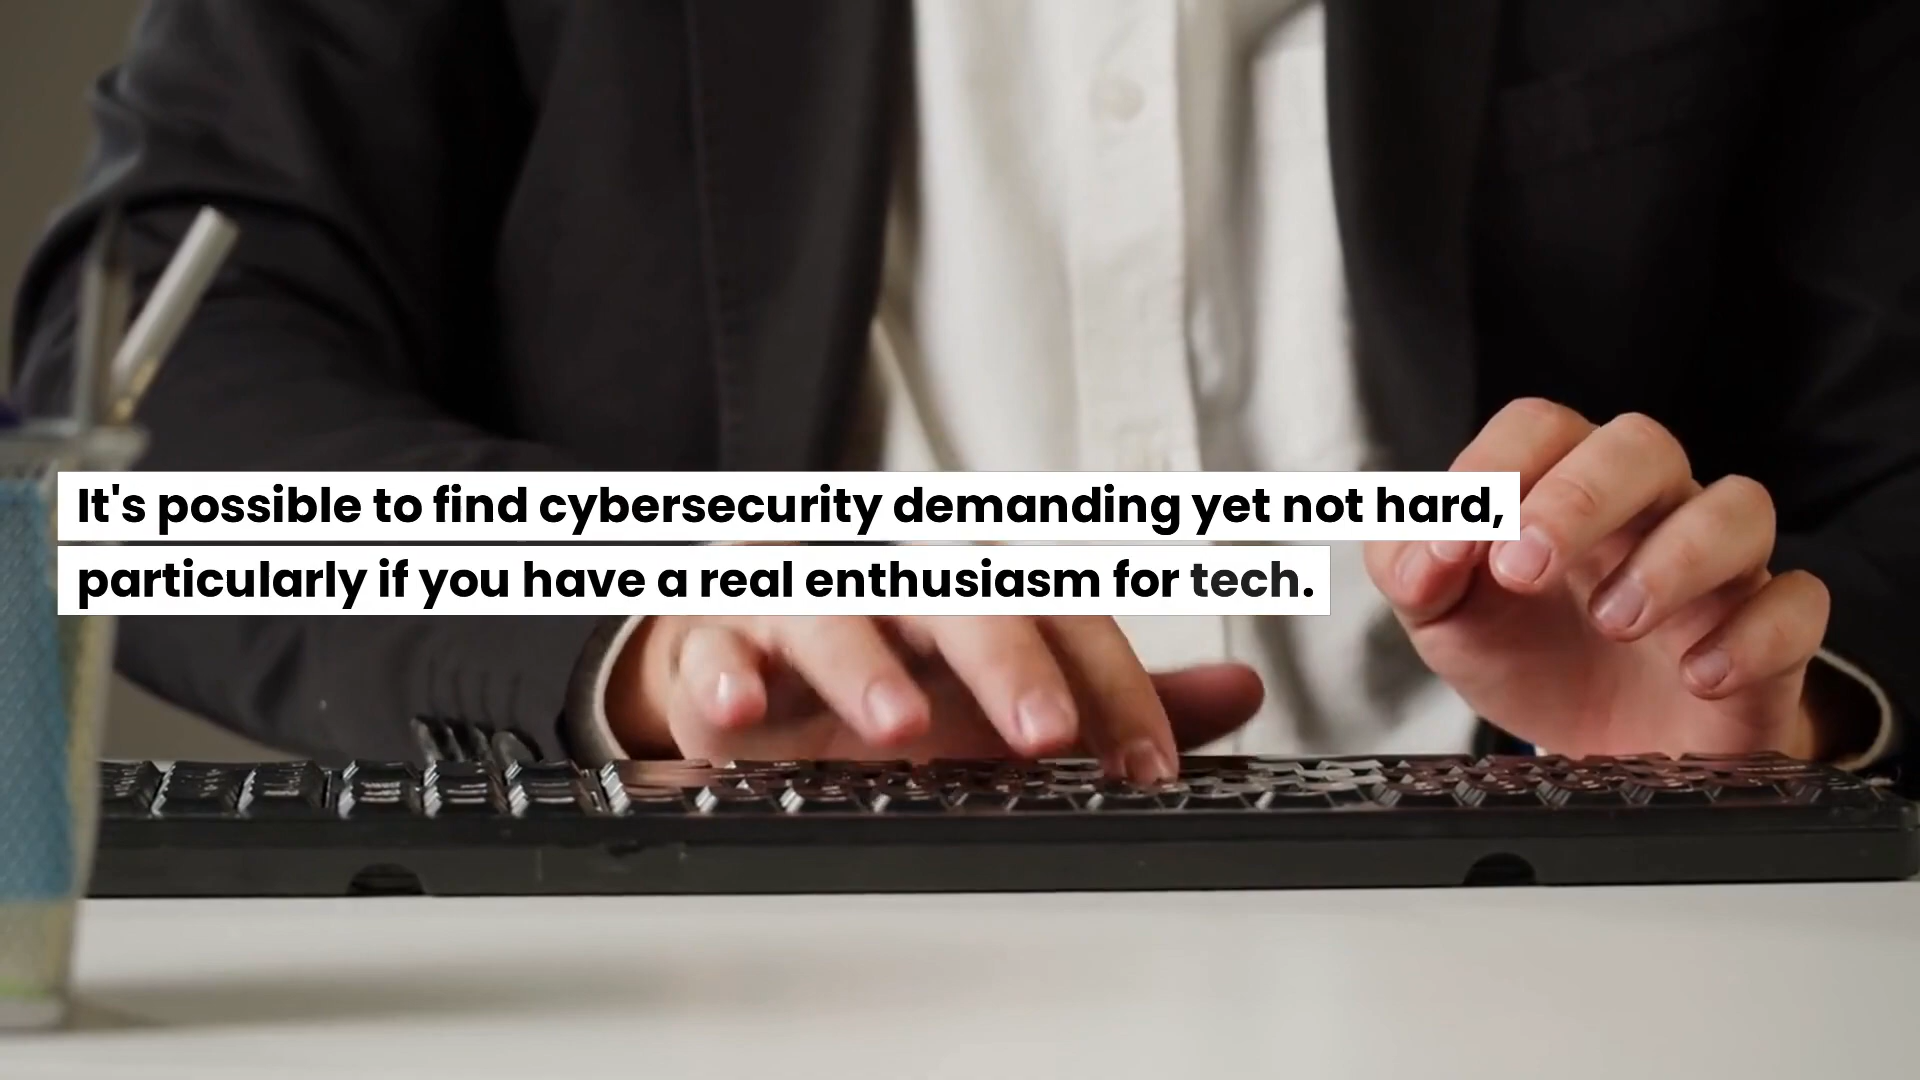 It's possible to find cybersecurity demanding yet not hard,
particularly if you have a real enthusiasm for tech.